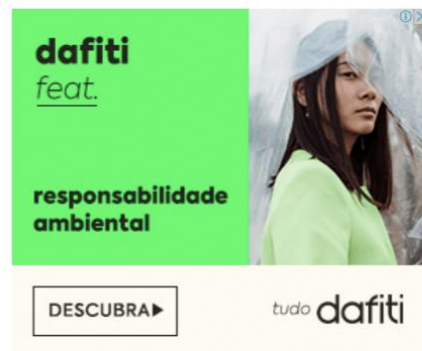 dafiti
feat.
responsabilidade
ambiental
DESCUBRA
tudo dafiti